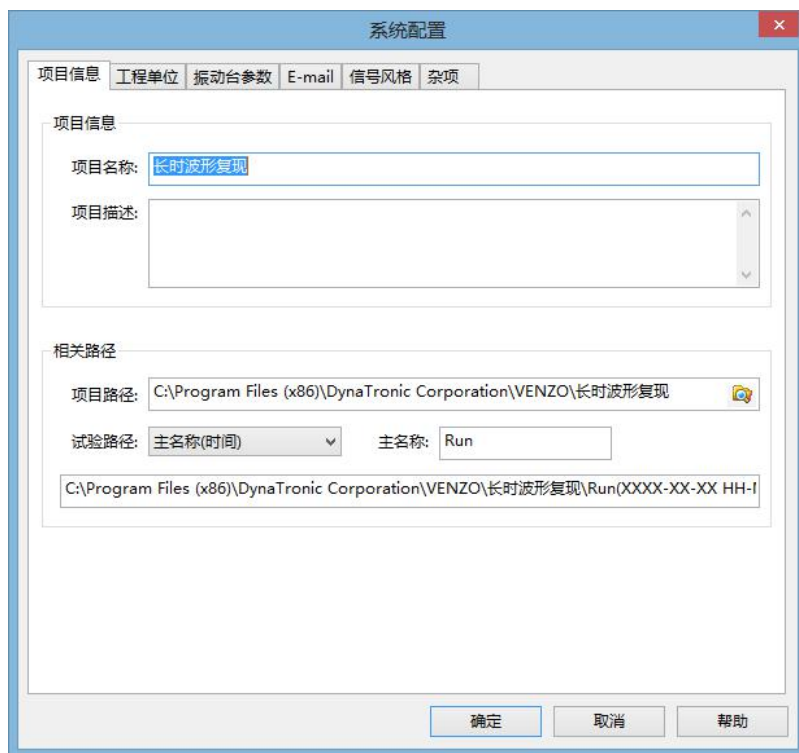 系统配置
项目信息 工程单位 振动台参数 E-mail 信号风格 杂项
项目信息
项目名称: 长时波形复现
项目描述:
相关路径
项目路径: C:\Program Files (x86)\DynaTronic Corporation\VENZO\长时波形复现
试验路径: 主名称(时间) 主名称: Run
C:\Program Files (x86)\DynaTronic Corporation\VENZO\长时波形复现\Run(XXXX-XX-XX HH-
确定 取消 帮助